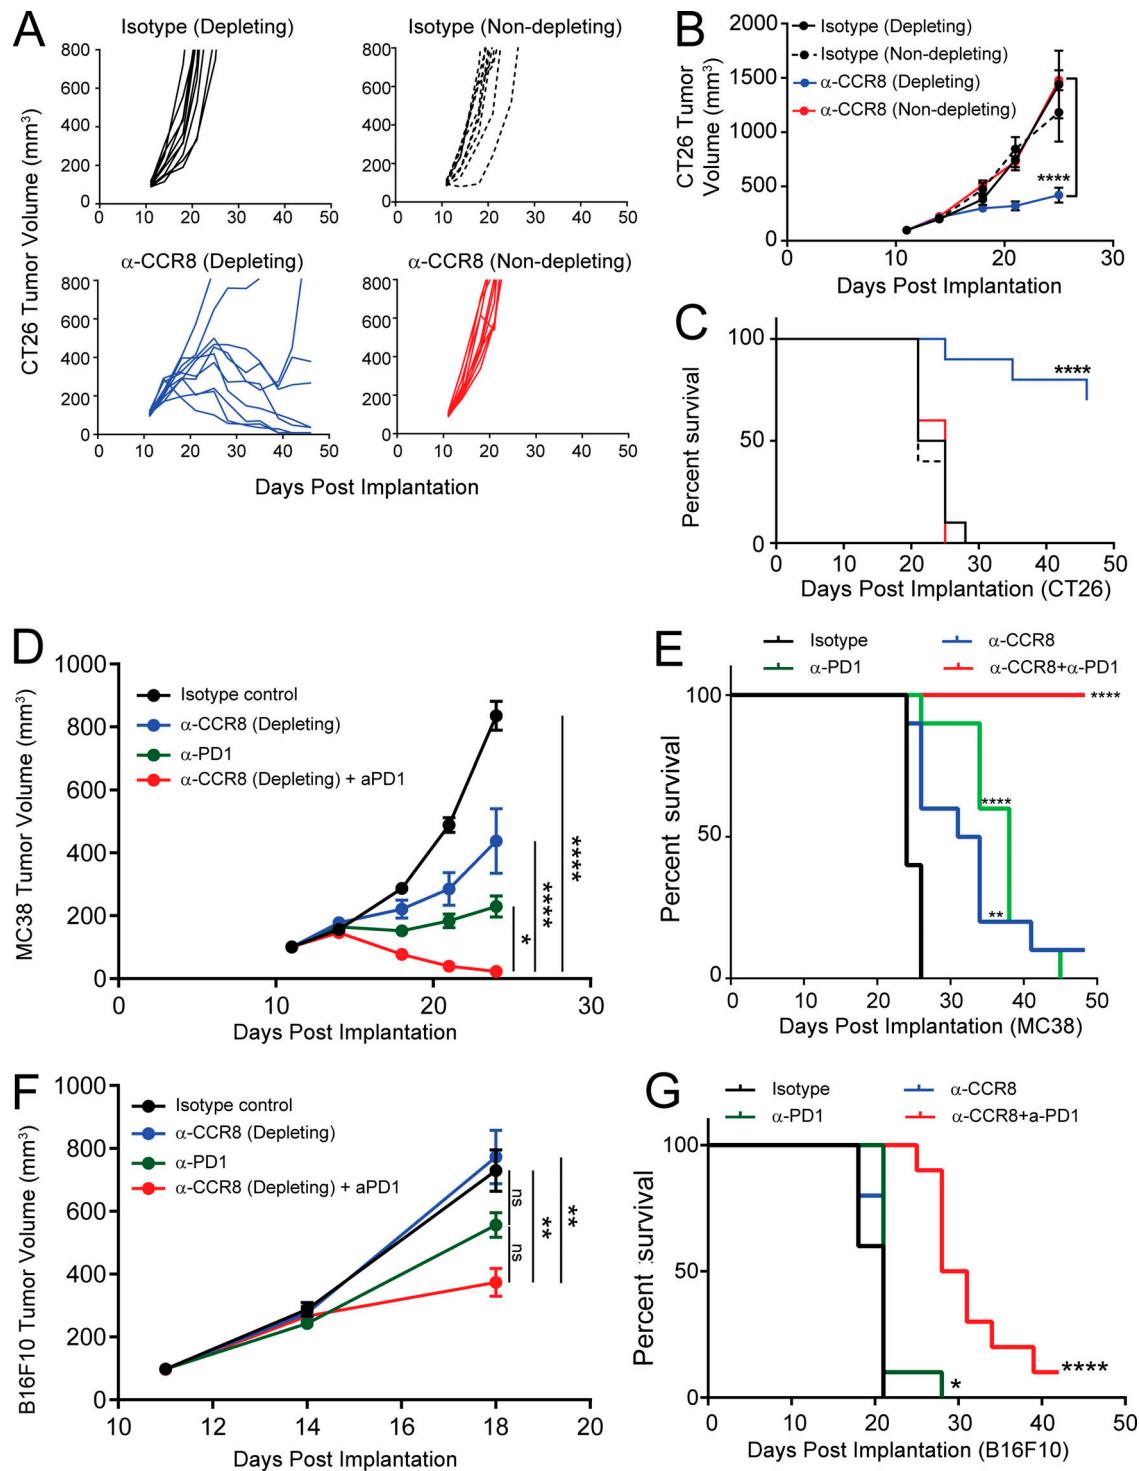 A
Isotype (Depleting)
Isotype (Non-depleting)
800
600
400
200
0
0 10 20 30 40 50
800
600
400
200
0
0 10 20 30 40 50
α-CCR8 (Depleting)
α-CCR8 (Non-depleting)
800
600
400
200
0
0 10 20 30 40 50
800
600
400
200
0
0 10 20 30 40 50
CT26 Tumor Volume (mm³)
Days Post Implantation
B
2000
1500
1000
500
0
CT26 Tumor
Volume (mm³)
Isotype (Depleting)
Isotype (Non-depleting)
α-CCR8 (Depleting)
α-CCR8 (Non-depleting)
****
0 10 20 30
Days Post Implantation
C
100
50
0
Percent survival
****
0 10 20 30 40 50
Days Post Implantation (CT26)
D
1000
800
600
400
200
0
MC38 Tumor Volume (mm³)
Isotype control
α-CCR8 (Depleting)
α-PD1
α-CCR8 (Depleting) + aPD1
*
****
****
0 10 20 30
Days Post Implantation
E
Isotype
α-CCR8
α-PD1
α-CCR8+α-PD1
100
50
0
Percent survival
****
****
**
0 10 20 30 40 50
Days Post Implantation (MC38)
F
1000
800
600
400
200
0
B16F10 Tumor Volume (mm³)
Isotype control
α-CCR8 (Depleting)
α-PD1
α-CCR8 (Depleting) + aPD1
ns
ns
**
**
10 12 14 16 18 20
Days Post Implantation
G
Isotype
α-CCR8
α-PD1
α-CCR8+a-PD1
100
50
0
Percent survival
*
****
0 10 20 30 40 50
Days Post Implantation (B16F10)